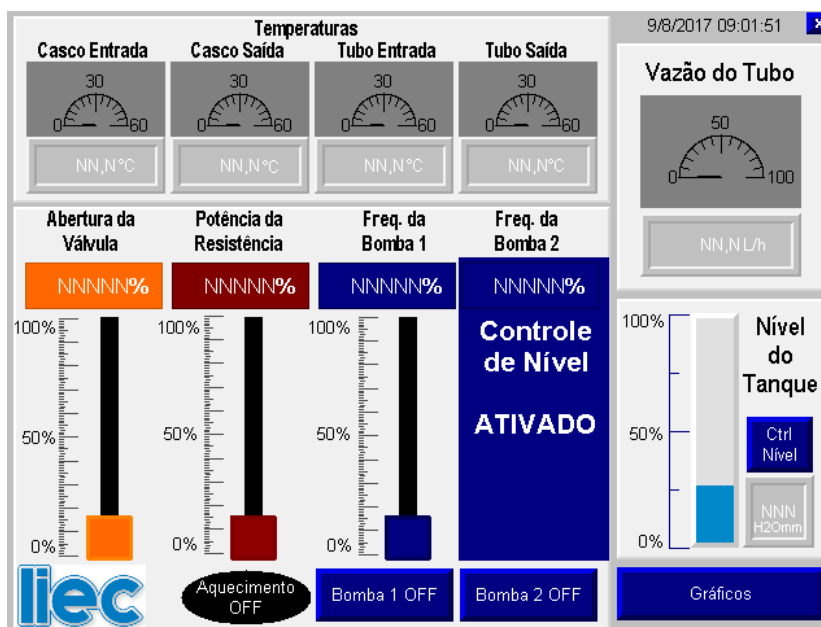 Temperaturas
9/8/2017 09:01:51
x
Casco Entrada
Casco Saída
Tubo Entrada
Tubo Saída
30
0
60
30
0
60
30
0
60
30
0
60
NN,N°C
NN,N°C
NN,N°C
NN,N°C
Vazão do Tubo
50
0
100
NN,N L/h
Abertura da
Válvula
NNNNN%
100%
50%
0%
Potência da
Resistência
NNNNN%
100%
50%
0%
Freq. da
Bomba 1
NNNNN%
100%
50%
0%
Freq. da
Bomba 2
NNNNN%
Controle
de Nível
ATIVADO
100%
50%
0%
Nível
do
Tanque
Ctrl
Nível
NNN
H2Omm
liec
Aquecimento
OFF
Bomba 1 OFF
Bomba 2 OFF
Gráficos